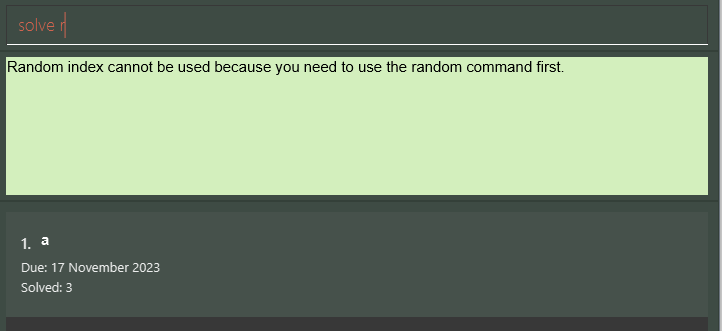 solve r
Random index cannot be used because you need to use the random command first.
1. a
Due: 17 November 2023
Solved: 3